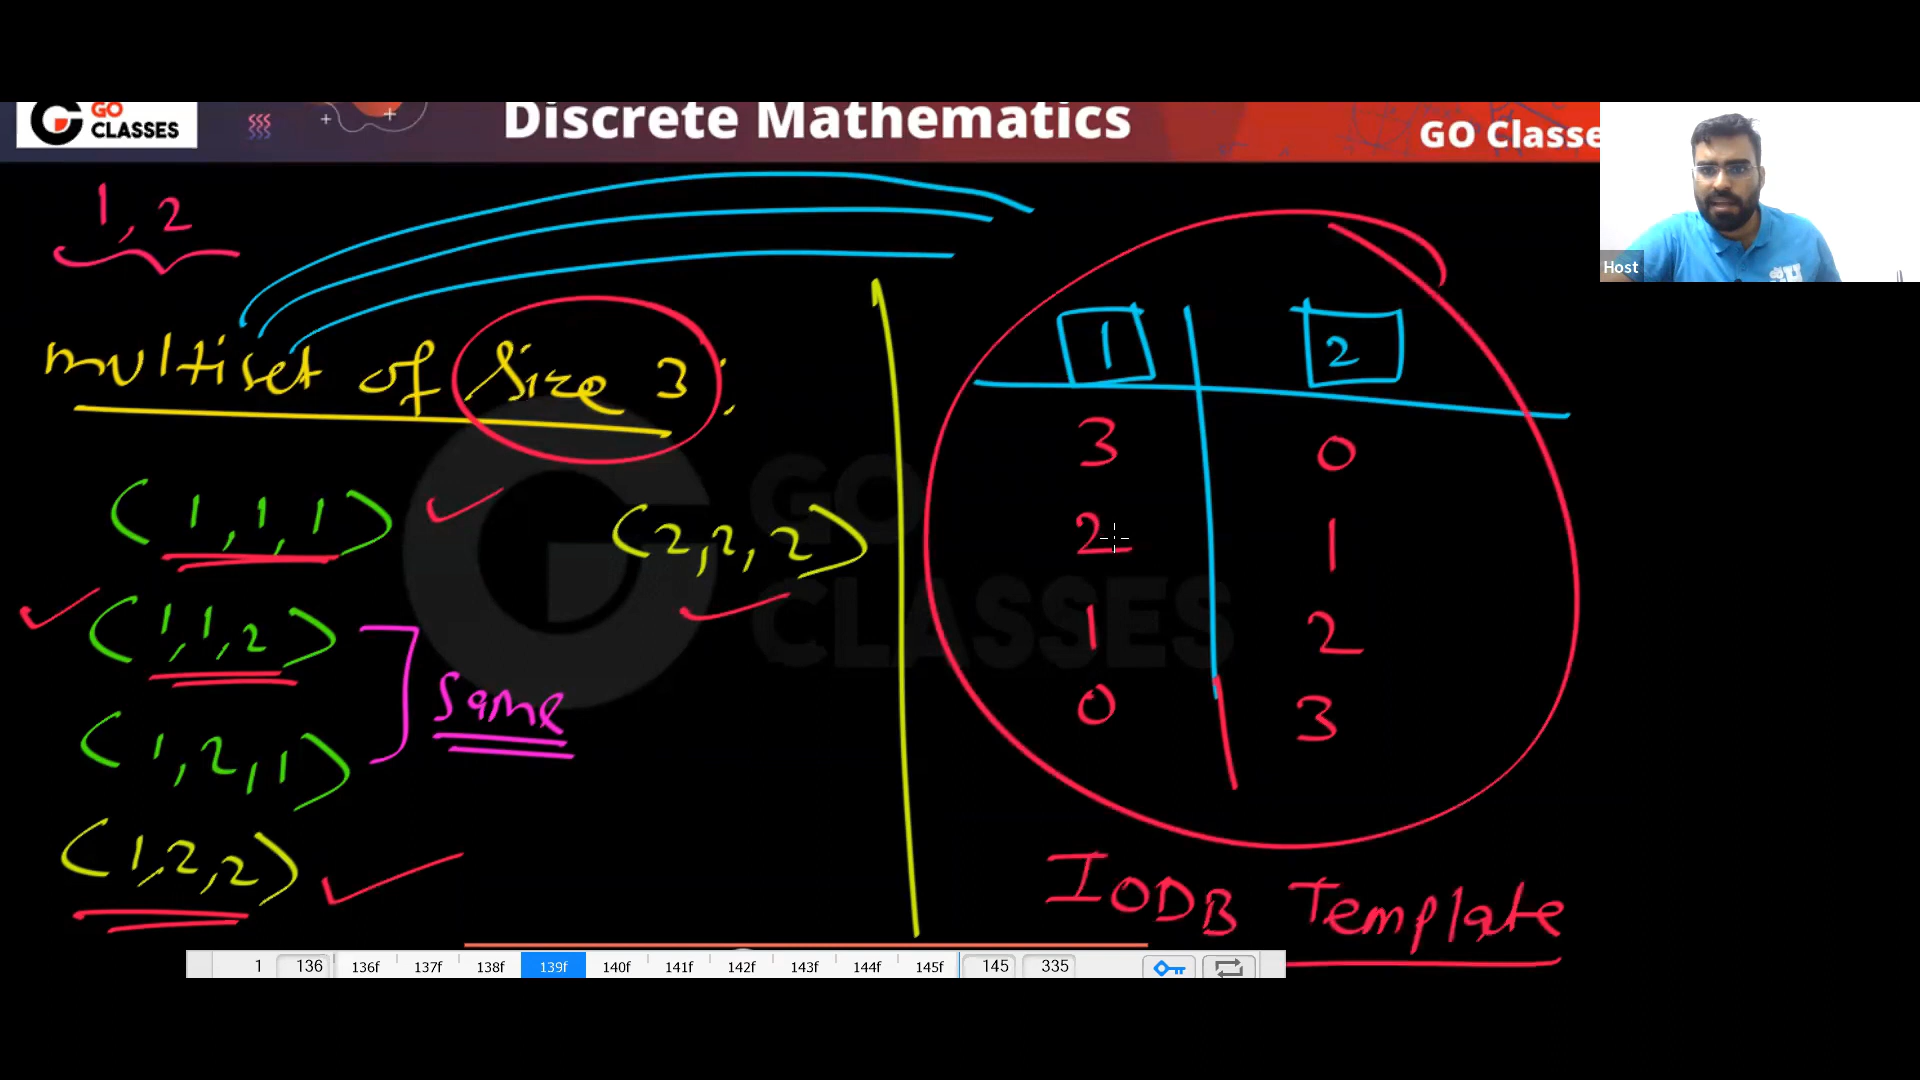 GO
CLASSES
Discrete Mathematics
GO Classe
Host
1, 2
multiset of Size 3:
(1, 1, 1)
(2, 2, 2)
(1, 1, 2)
(1, 2, 1)
Same
(1, 2, 2)
1 2
3 0
2 1
1 2
0 3
IODB Template
GO
CLASSES
1 136 136f 137f 138f 139f 140f 141f 142f 143f 144f 145f 145 335